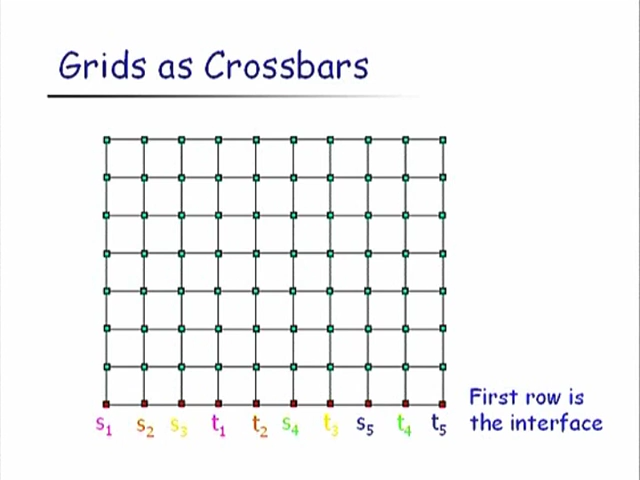 Grids as Crossbars
First row is
the interface
s1 s2 s3 t1 t2 s4 t3 s5 t4 t5